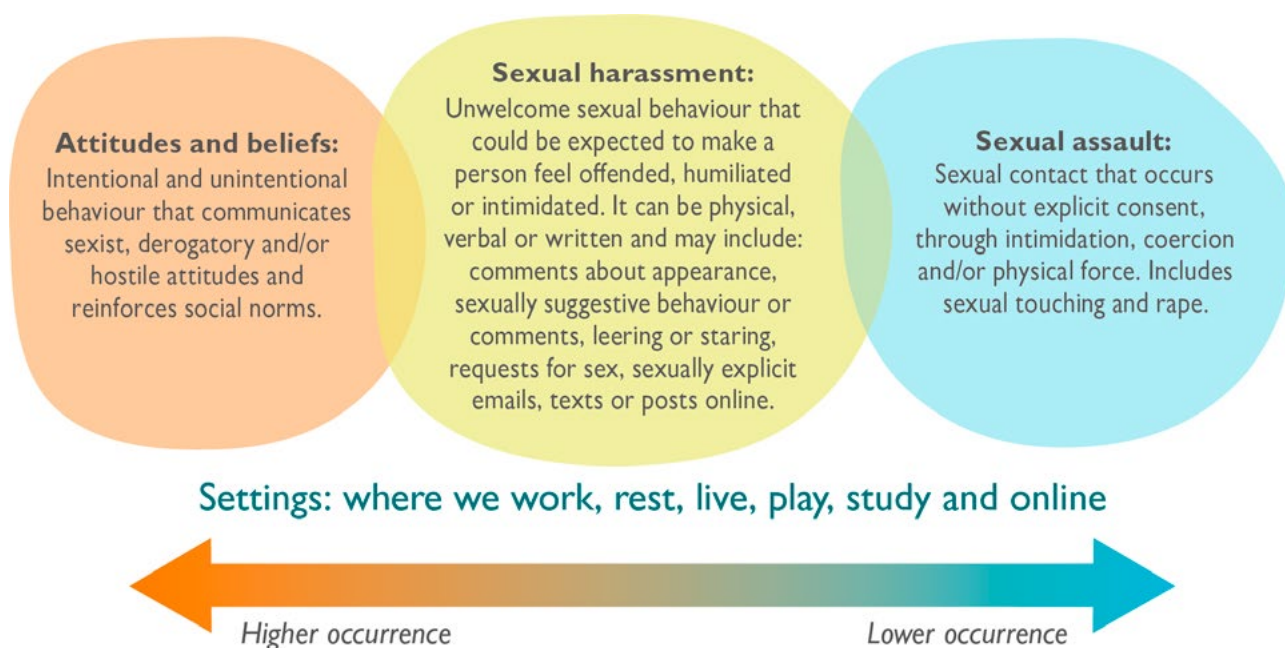 Attitudes and beliefs:
Intentional and unintentional
behaviour that communicates
sexist, derogatory and/or
hostile attitudes and
reinforces social norms.
Sexual harassment:
Unwelcome sexual behaviour that
could be expected to make a
person feel offended, humiliated
or intimidated. It can be physical,
verbal or written and may include:
comments about appearance,
sexually suggestive behaviour or
comments, leering or staring,
requests for sex, sexually explicit
emails, texts or posts online.
Sexual assault:
Sexual contact that occurs
without explicit consent,
through intimidation, coercion
and/or physical force. Includes
sexual touching and rape.
Settings: where we work, rest, live, play, study and online
Higher occurrence
Lower occurrence